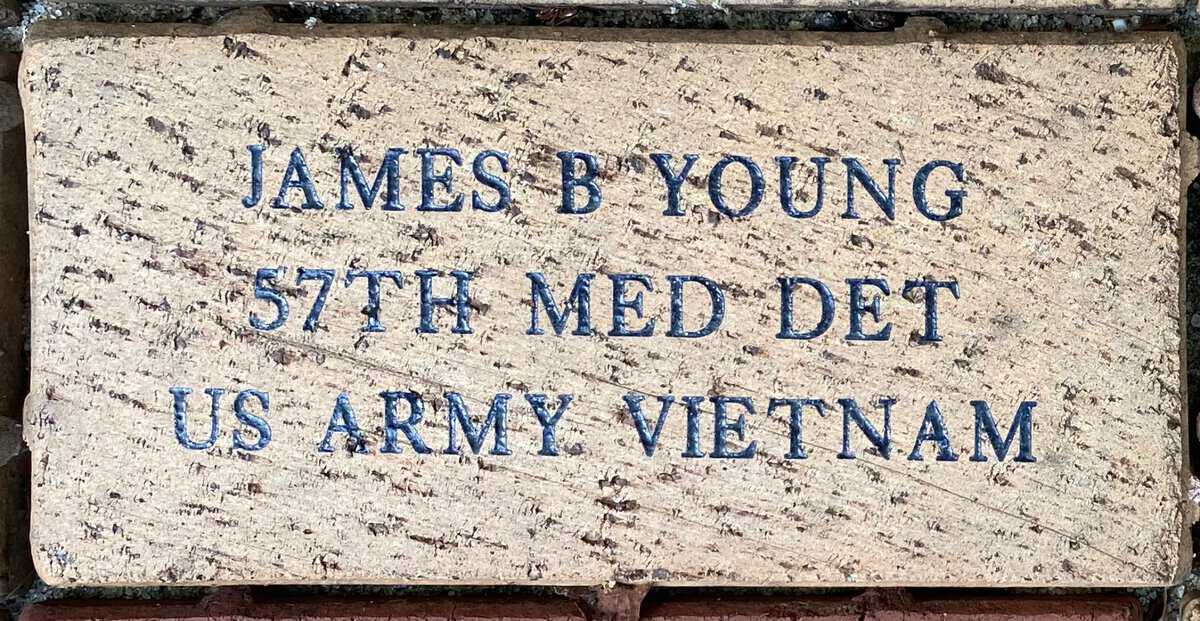 JAMES B YOUNG
57TH MED DET
US ARMY VIETNAM